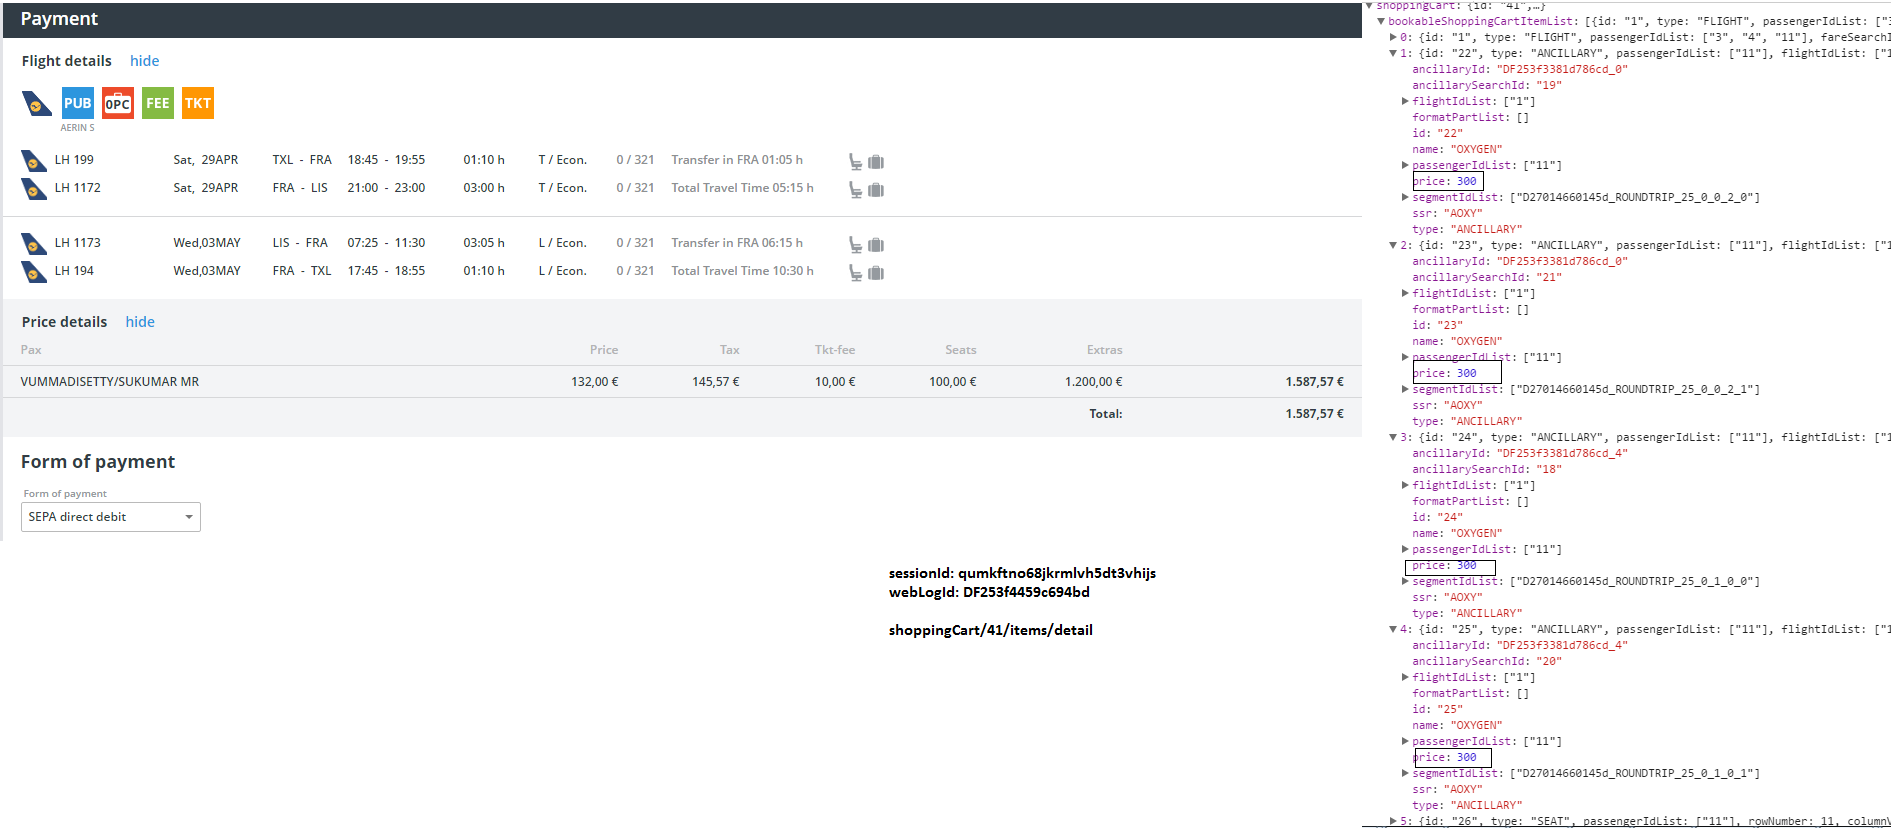 Payment
Flight details hide
PUB 0PC FEE TKT
AERIN S
LH 199 Sat, 29APR TXL - FRA 18:45 - 19:55 01:10 h T / Econ. 0 / 321 Transfer in FRA 01:05 h
LH 1172 Sat, 29APR FRA - LIS 21:00 - 23:00 03:00 h T / Econ. 0 / 321 Total Travel Time 05:15 h
LH 1173 Wed,03MAY LIS - FRA 07:25 - 11:30 03:05 h L / Econ. 0 / 321 Transfer in FRA 06:15 h
LH 194 Wed,03MAY FRA - TXL 17:45 - 18:55 01:10 h L / Econ. 0 / 321 Total Travel Time 10:30 h
Price details hide
Pax Price Tax Tkt-fee Seats Extras
VUMMADISETTY/SUKUMAR MR 132,00 € 145,57 € 10,00 € 100,00 € 1.200,00 € 1.587,57 €
Total: 1.587,57 €
Form of payment
Form of payment
SEPA direct debit
sessionId: qumkftno68jkrmlvh5dt3vhijs
webLogId: DF253f4459c694bd
shoppingCart/41/items/detail
shoppingCart: {id: "41",…}
bookableShoppingCartItemList: [{id: "1", type: "FLIGHT", passengerIdList: ["3
0: {id: "1", type: "FLIGHT", passengerIdList: ["3", "4", "11"], fareSearchI
1: {id: "22", type: "ANCILLARY", passengerIdList: ["11"], flightIdList: ["1
ancillaryId: "DF253f3381d786cd_0"
ancillarySearchId: "19"
flightIdList: ["1"]
formatPartList: []
id: "22"
name: "OXYGEN"
passengerIdList: ["11"]
price: 300
segmentIdList: ["D27014660145d_ROUNDTRIP_25_0_0_2_0"]
ssr: "AOXY"
type: "ANCILLARY"
2: {id: "23", type: "ANCILLARY", passengerIdList: ["11"], flightIdList: ["1
ancillaryId: "DF253f3381d786cd_0"
ancillarySearchId: "21"
flightIdList: ["1"]
formatPartList: []
id: "23"
name: "OXYGEN"
passengerIdList: ["11"]
price: 300
segmentIdList: ["D27014660145d_ROUNDTRIP_25_0_0_2_1"]
ssr: "AOXY"
type: "ANCILLARY"
3: {id: "24", type: "ANCILLARY", passengerIdList: ["11"], flightIdList: ["1
ancillaryId: "DF253f3381d786cd_4"
ancillarySearchId: "18"
flightIdList: ["1"]
formatPartList: []
id: "24"
name: "OXYGEN"
passengerIdList: ["11"]
price: 300
segmentIdList: ["D27014660145d_ROUNDTRIP_25_0_1_0_0"]
ssr: "AOXY"
type: "ANCILLARY"
4: {id: "25", type: "ANCILLARY", passengerIdList: ["11"], flightIdList: ["1
ancillaryId: "DF253f3381d786cd_4"
ancillarySearchId: "20"
flightIdList: ["1"]
formatPartList: []
id: "25"
name: "OXYGEN"
passengerIdList: ["11"]
price: 300
segmentIdList: ["D27014660145d_ROUNDTRIP_25_0_1_0_1"]
ssr: "AOXY"
type: "ANCILLARY"
5: {id: "26", type: "SEAT", passengerIdList: ["11"], rowNumber: 11, columnV